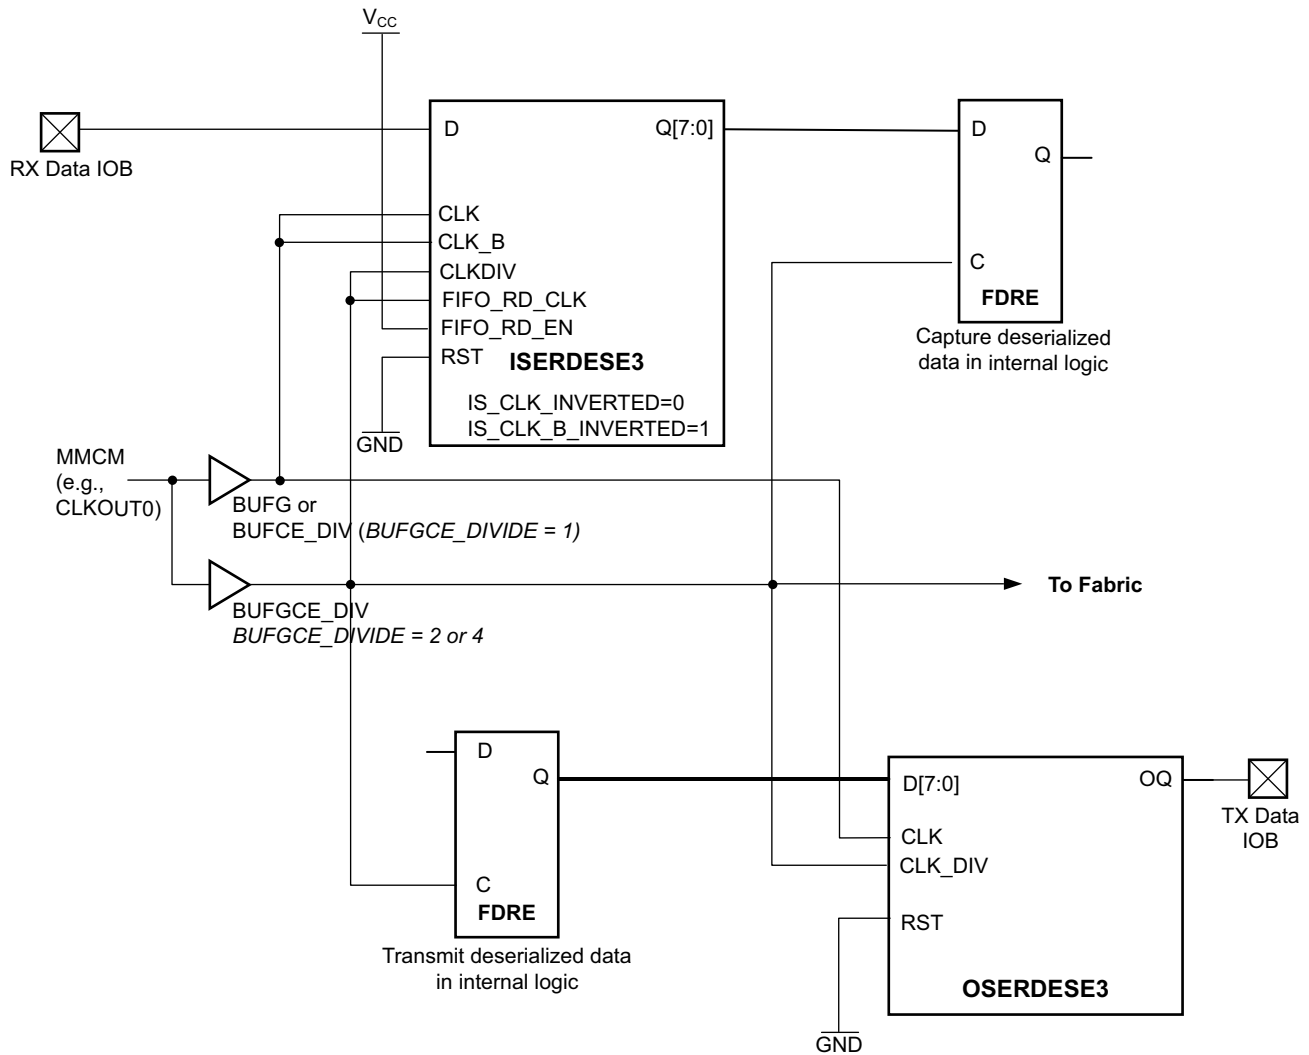 VCC
RX Data IOB
D
Q[7:0]
CLK
CLK_B
CLKDIV
FIFO_RD_CLK
FIFO_RD_EN
RST
ISERDESE3
IS_CLK_INVERTED=0
IS_CLK_B_INVERTED=1
GND
D
Q
C
FDRE
Capture deserialized
data in internal logic
MMCM
(e.g.,
CLKOUT0)
BUFG or
BUFCE_DIV (BUFGCE_DIVIDE = 1)
BUFGCE_DIV
BUFGCE_DIVIDE = 2 or 4
To Fabric
D
Q
C
FDRE
Transmit deserialized data
in internal logic
D[7:0]
OQ
CLK
CLK_DIV
RST
OSERDESE3
GND
TX Data
IOB